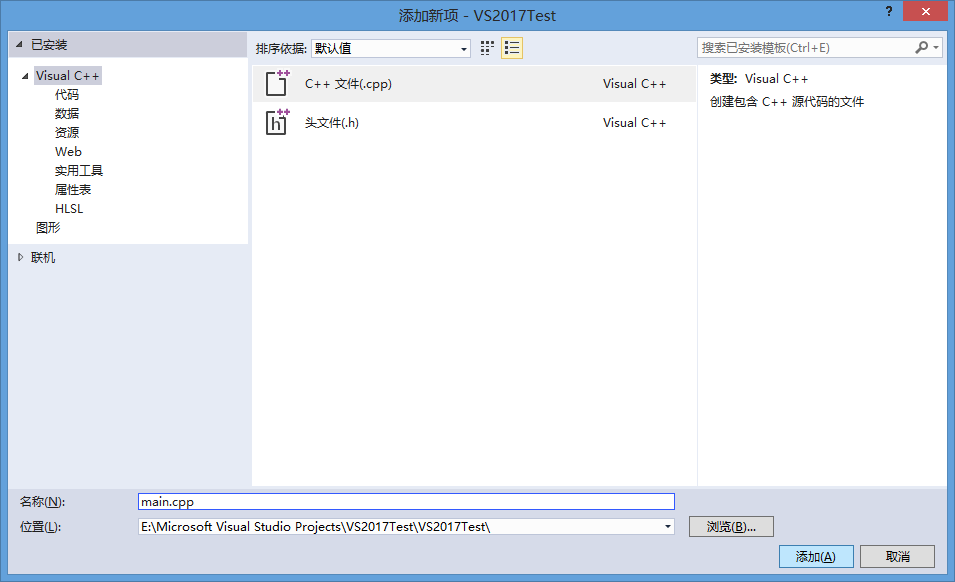 添加新项 - VS2017Test
?
已安装
排序依据: 默认值
搜索已安装模板(Ctrl+E)
Visual C++
代码
数据
资源
Web
实用工具
属性表
HLSL
图形
联机
C++ 文件(.cpp) Visual C++
头文件(.h) Visual C++
类型: Visual C++
创建包含 C++ 源代码的文件
名称(N): main.cpp
位置(L): E:\Microsoft Visual Studio Projects\VS2017Test\VS2017Test\
浏览(B)...
添加(A) 取消